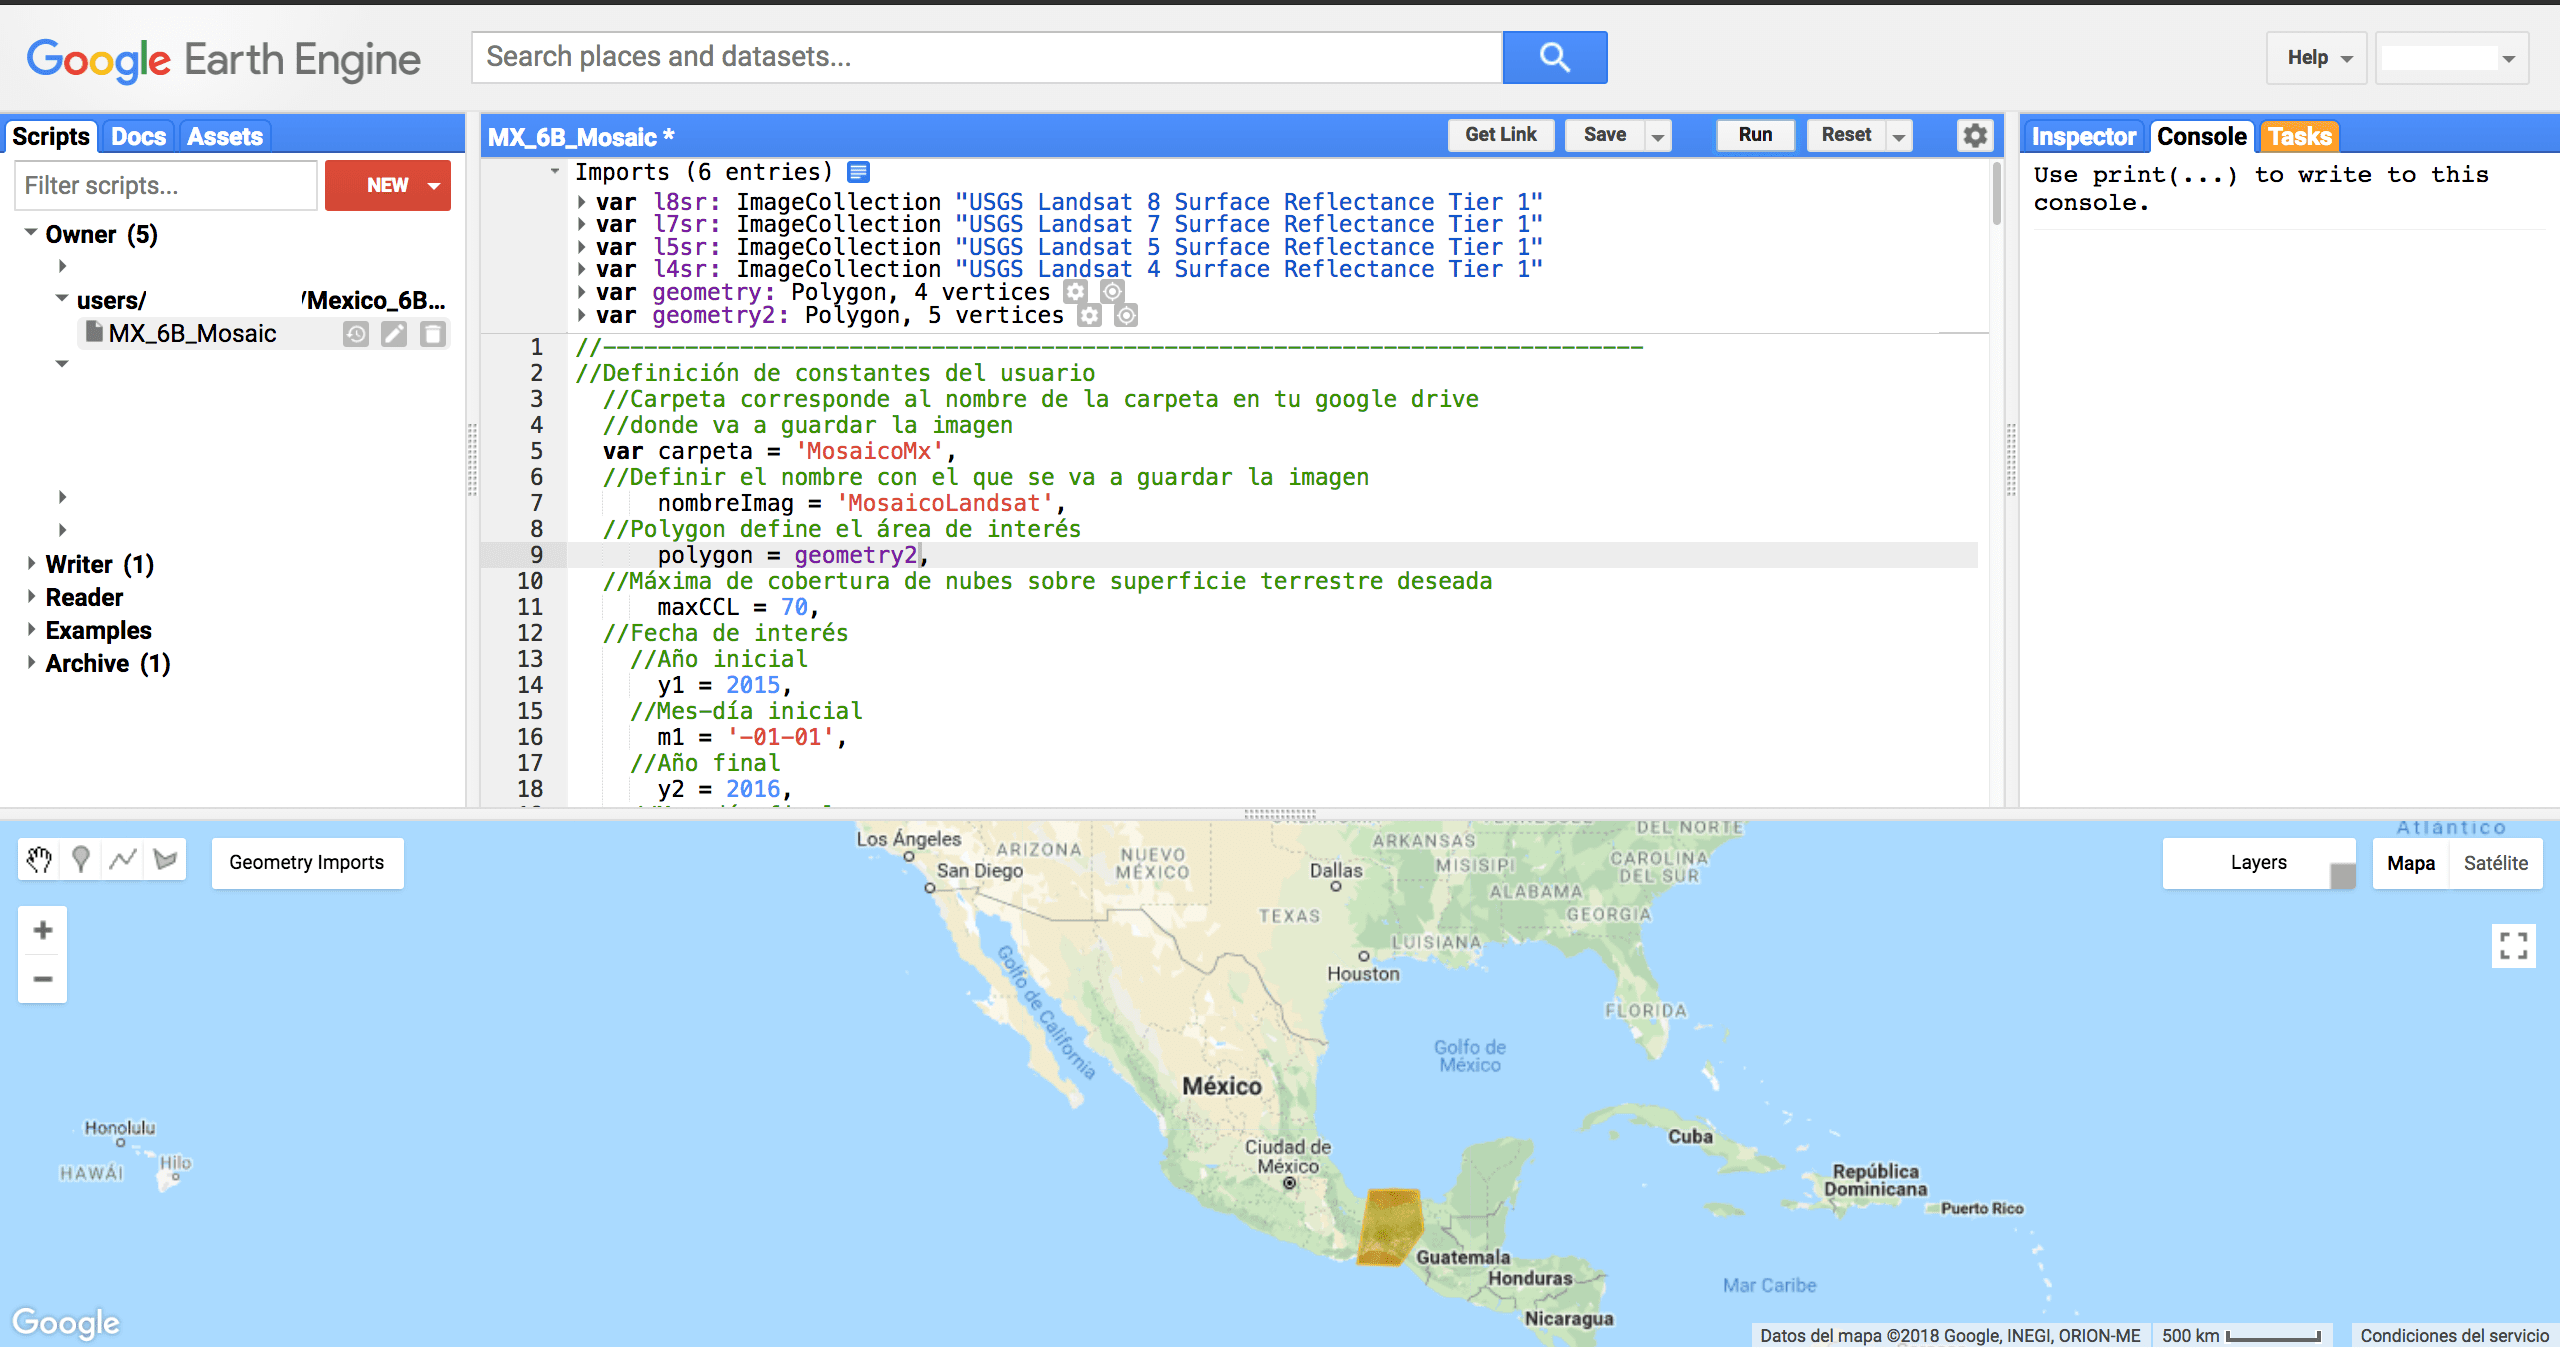 Google Earth Engine
Search places and datasets...
Help
Scripts Docs Assets
Filter scripts...
NEW
Owner (5)
users/ /Mexico_6B...
MX_6B_Mosaic
Writer (1)
Reader
Examples
Archive (1)
MX_6B_Mosaic *
Get Link Save Run Reset
Imports (6 entries)
var l8sr: ImageCollection "USGS Landsat 8 Surface Reflectance Tier 1"
var l7sr: ImageCollection "USGS Landsat 7 Surface Reflectance Tier 1"
var l5sr: ImageCollection "USGS Landsat 5 Surface Reflectance Tier 1"
var l4sr: ImageCollection "USGS Landsat 4 Surface Reflectance Tier 1"
var geometry: Polygon, 4 vertices
var geometry2: Polygon, 5 vertices
1 //----------------------------------------------------------------------------
2 //Definición de constantes del usuario
3 //Carpeta corresponde al nombre de la carpeta en tu google drive
4 //donde va a guardar la imagen
5 var carpeta = 'MosaicoMx',
6 //Definir el nombre con el que se va a guardar la imagen
7 nombreImag = 'MosaicoLandsat',
8 //Polygon define el área de interés
9 polygon = geometry2,
10 //Máxima de cobertura de nubes sobre superficie terrestre deseada
11 maxCCL = 70,
12 //Fecha de interés
13 //Año inicial
14 y1 = 2015,
15 //Mes-día inicial
16 m1 = '-01-01',
17 //Año final
18 y2 = 2016,
Inspector Console Tasks
Use print(...) to write to this
console.
Geometry Imports
Layers
Mapa Satélite
Atlántico
DEL NORTE
Los Ángeles
ARIZONA
NUEVO
MÉXICO
ARKANSAS
MISISIPI
CAROLINA
DEL SUR
San Diego
Dallas
ALABAMA
TEXAS
GEORGIA
LUISIANA
Houston
FLORIDA
Golfo de California
Golfo de
México
México
Honolulu
HAWÁI
Hilo
Ciudad de
México
Cuba
República
Dominicana
Puerto Rico
Guatemala
Honduras
Mar Caribe
Nicaragua
Google
Datos del mapa ©2018 Google, INEGI, ORION-ME
500 km
Condiciones del servicio